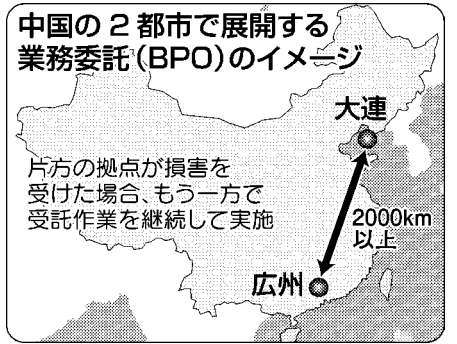 中国の2都市で展開する
業務委託（BPO）のイメージ
大連
片方の拠点が損害を
受けた場合、もう一方で
受託作業を継続して実施
2000km
以上
広州